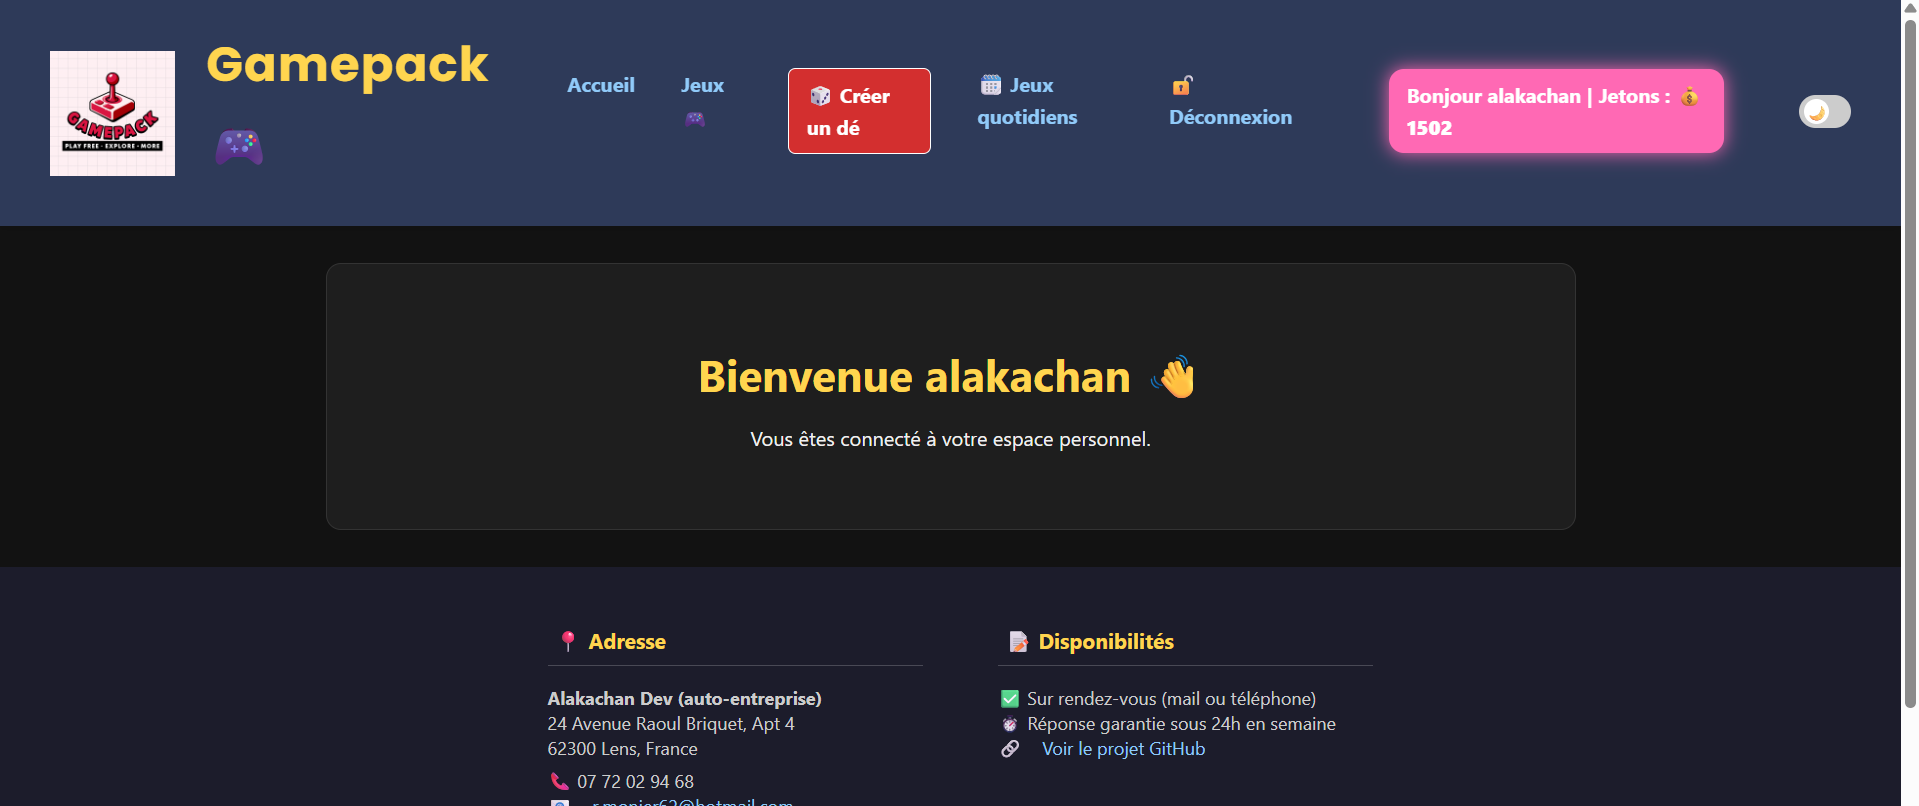 GAMEPACK
PLAY FREE - EXPLORE - MORE
Gamepack
🎮
Accueil
Jeux
🎮
🎲 Créer
un dé
🗓️ Jeux
quotidiens
🔓
Déconnexion
Bonjour alakachan | Jetons : 💰
1502
🌙
Bienvenue alakachan 👋
Vous êtes connecté à votre espace personnel.
📍 Adresse
Alakachan Dev (auto-entreprise)
24 Avenue Raoul Briquet, Apt 4
62300 Lens, France
📞 07 72 02 94 68
📧 r.monier62@hotmail.com
📝 Disponibilités
✅ Sur rendez-vous (mail ou téléphone)
⏰ Réponse garantie sous 24h en semaine
🔗 Voir le projet GitHub